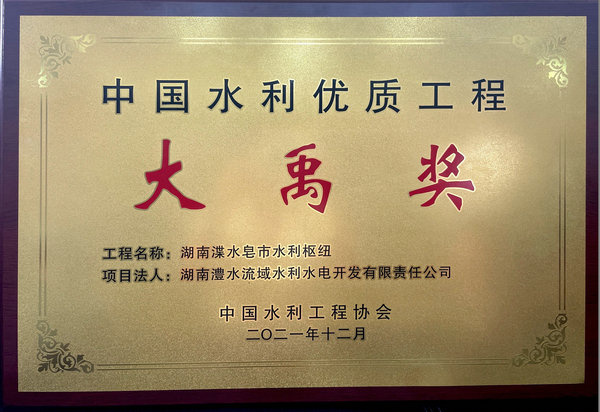 中国水利优质工程
大禹奖
工程名称：湖南渫水皂市水利枢纽
项目法人：湖南澧水流域水利水电开发有限责任公司
中国水利工程协会
二〇二一年十二月